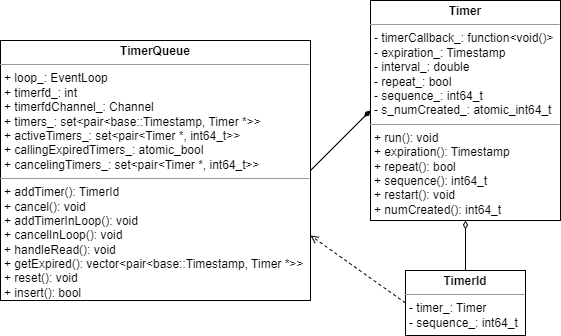 TimerQueue
+ loop_: EventLoop
+ timerfd_: int
+ timerfdChannel_: Channel
+ timers_: set<pair<base::Timestamp, Timer *>>
+ activeTimers_: set<pair<Timer *, int64_t>>
+ callingExpiredTimers_: atomic_bool
+ cancelingTimers_: set<pair<Timer *, int64_t>>
+ addTimer(): TimerId
+ cancel(): void
+ addTimerInLoop(): void
+ cancelInLoop(): void
+ handleRead(): void
+ getExpired(): vector<pair<base::Timestamp, Timer *>>
+ reset(): void
+ insert(): bool
Timer
- timerCallback_: function<void()>
- expiration_: Timestamp
- interval_: double
- repeat_: bool
- sequence_: int64_t
- s_numCreated_: atomic_int64_t
+ run(): void
+ expiration(): Timestamp
+ repeat(): bool
+ sequence(): int64_t
+ restart(): void
+ numCreated(): int64_t
TimerId
- timer_: Timer
- sequence_: int64_t